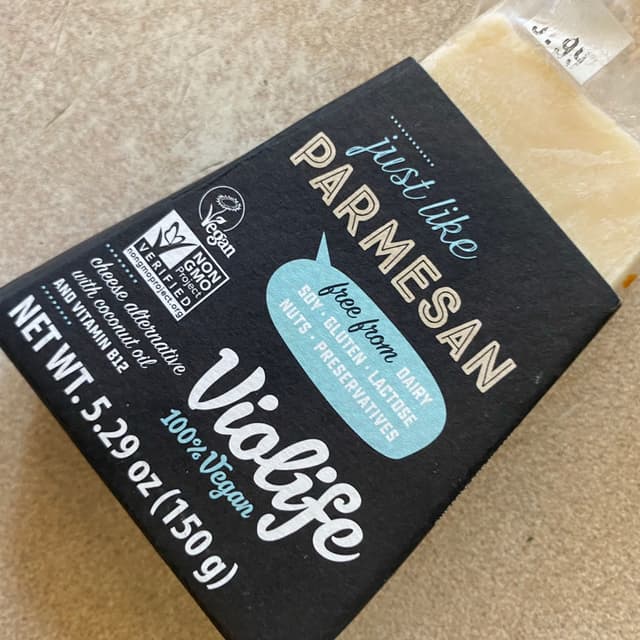 just like
PARMESAN
free from
DAIRY
SOY · GLUTEN · LACTOSE
NUTS · PRESERVATIVES
Vegan
NON
GMO
Project
VERIFIED
nongmoproject.org
cheese alternative
with coconut oil
AND VITAMIN B12
Violife
100% Vegan
NET WT. 5.29 oz (150 g)